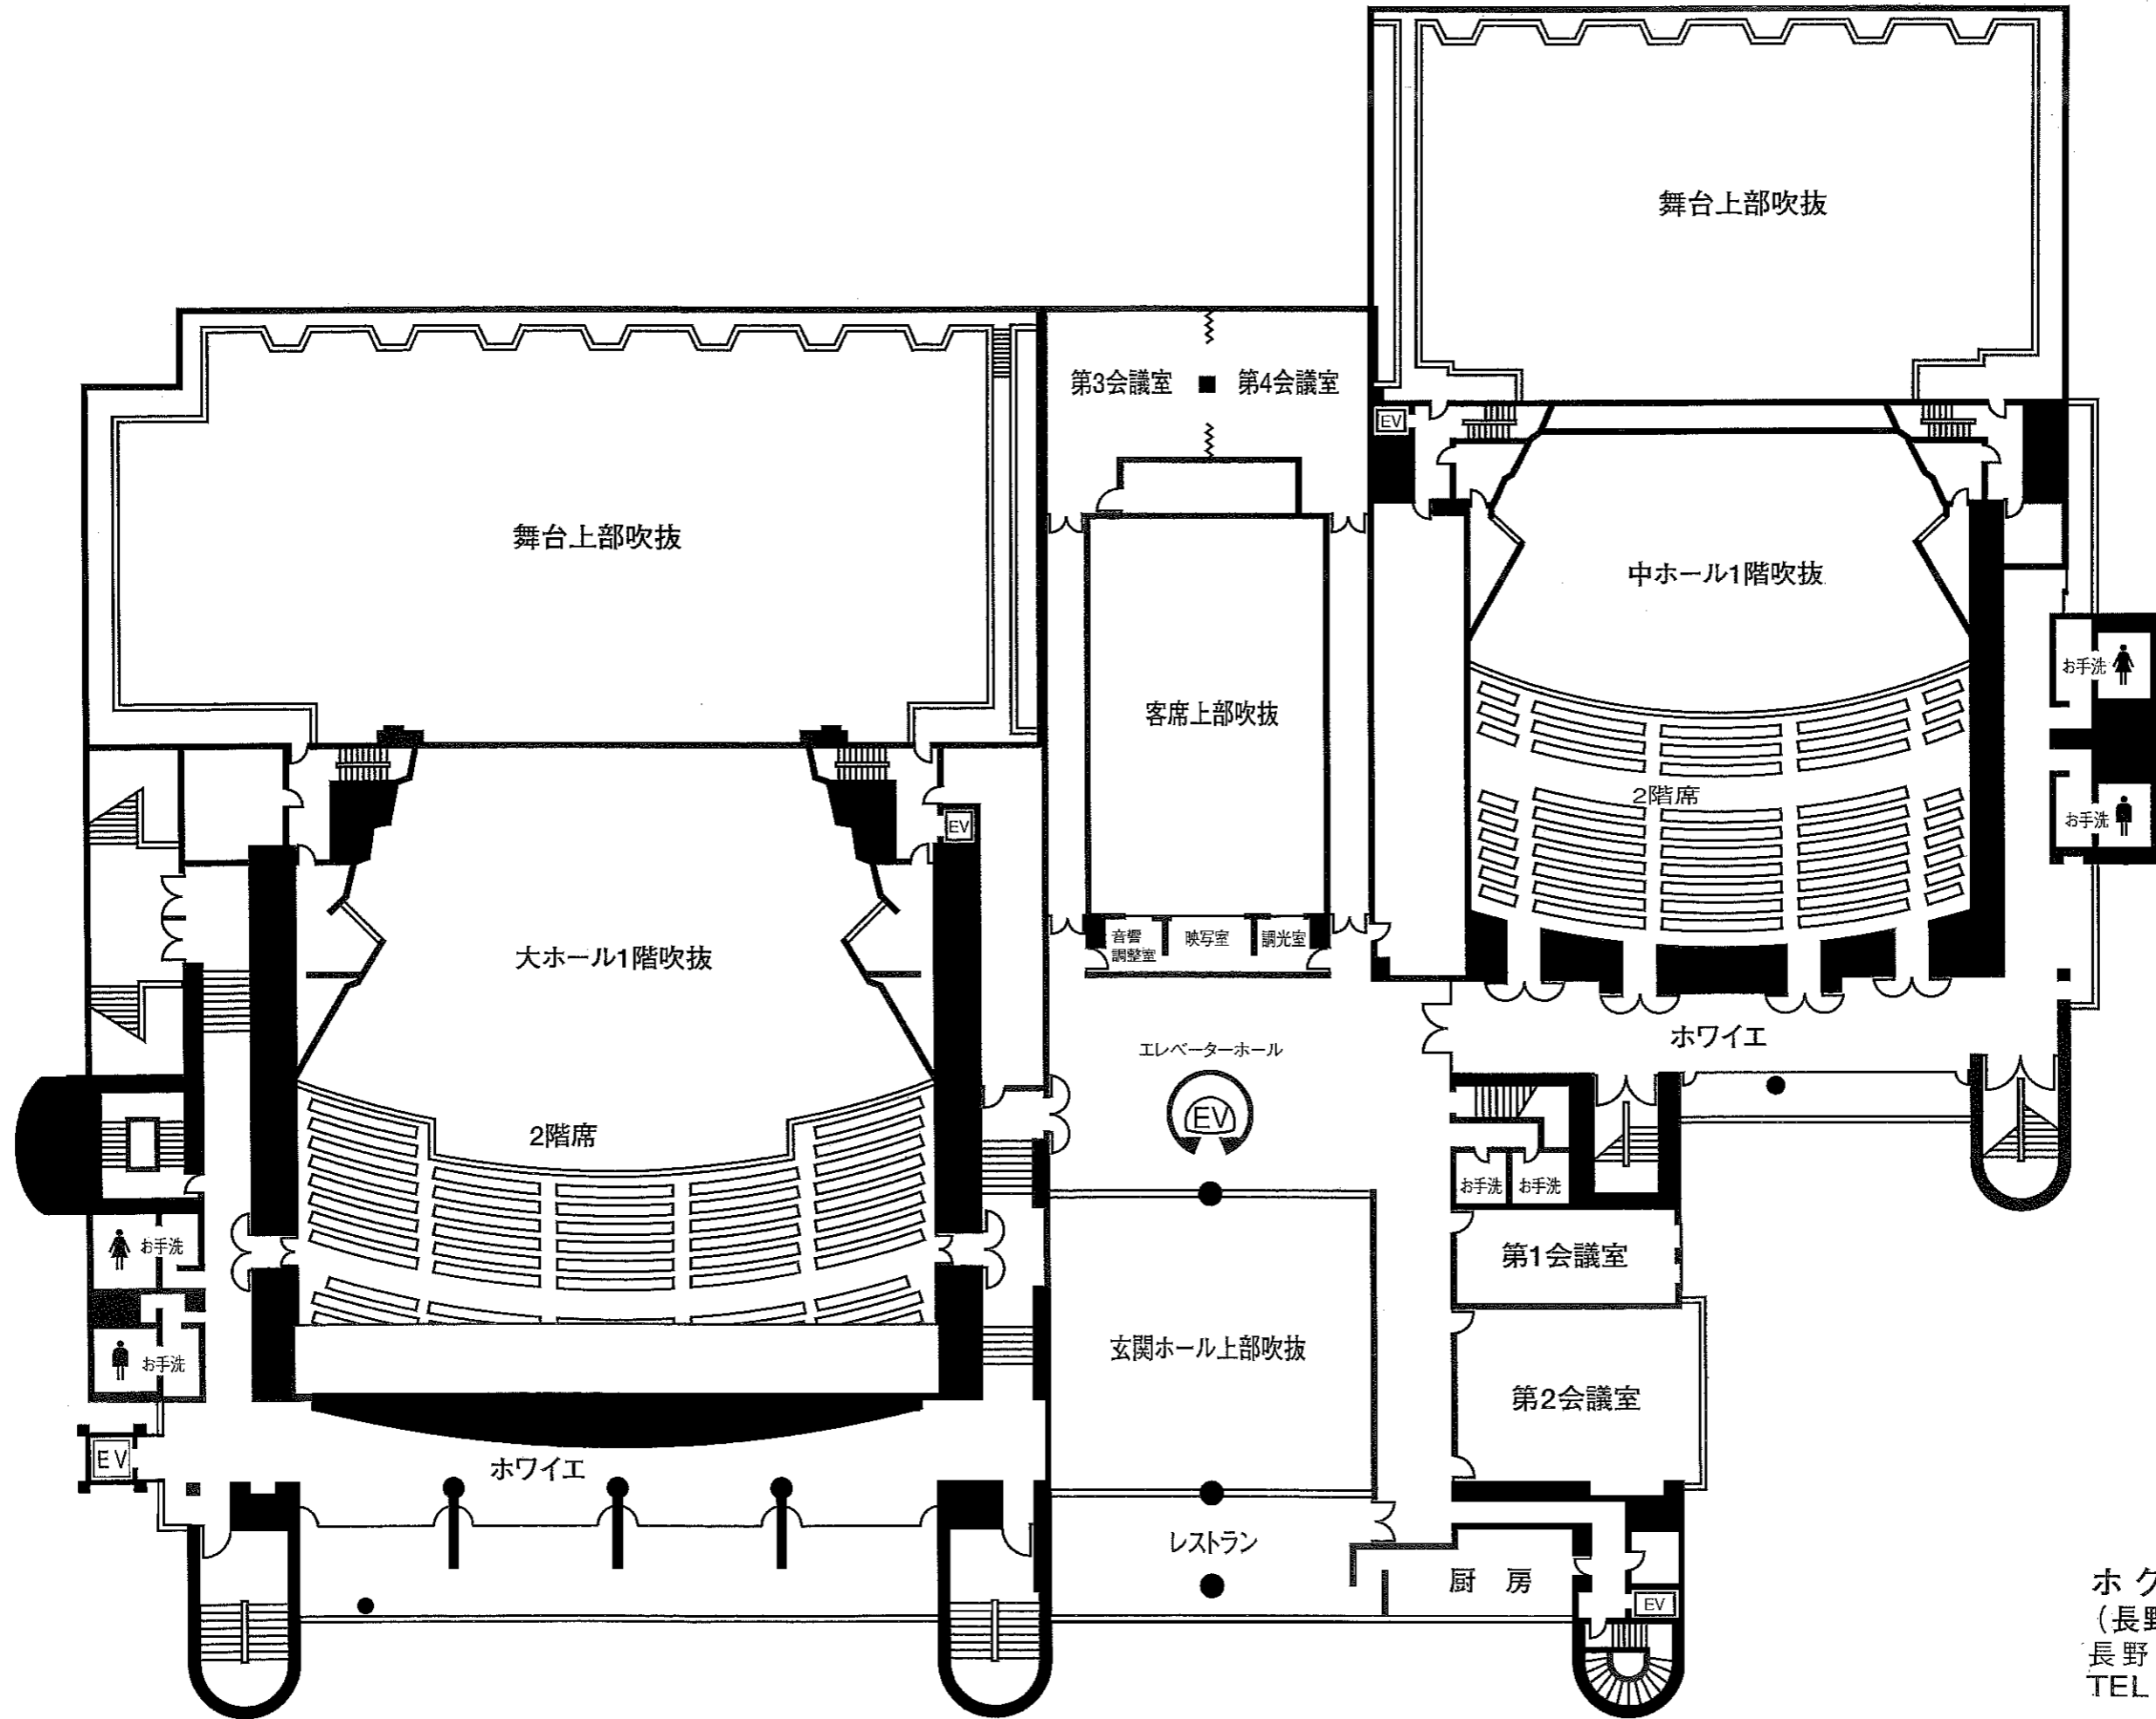 舞台上部吹抜
第3会議室
第4会議室
EV
舞台上部吹抜
中ホール1階吹抜
お手洗
客席上部吹抜
2階席
お手洗
EV
音響
調整室
映写室
調光室
大ホール1階吹抜
ホワイエ
エレベーターホール
EV
2階席
お手洗
お手洗
お手洗
第1会議室
玄関ホール上部吹抜
お手洗
第2会議室
EV
ホワイエ
レストラン
厨 房
EV
ホク
(長野
長野
TEL